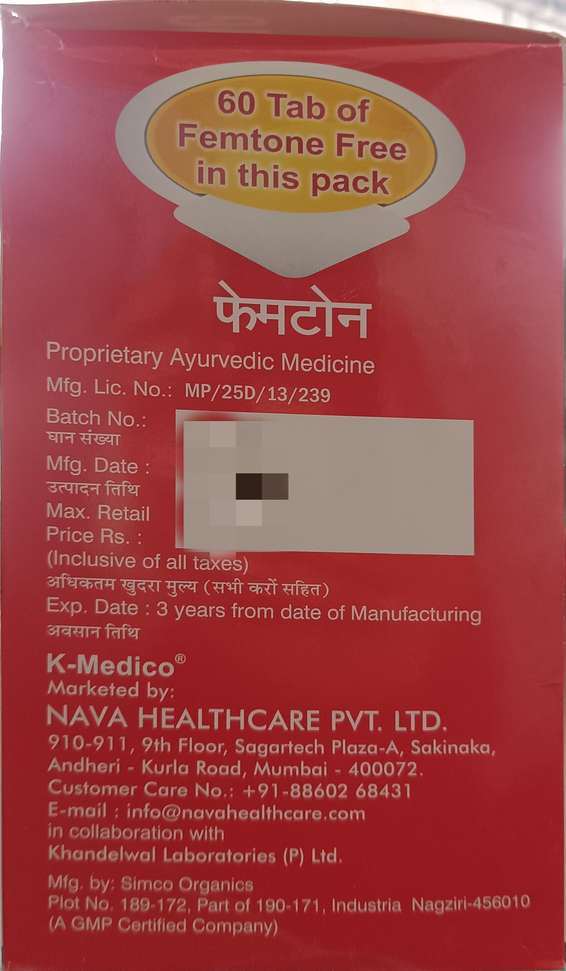 60 Tab of
Femtone Free
in this pack
फेमटोन
Proprietary Ayurvedic Medicine
Mfg. Lic. No.: MP/25D/13/239
Batch No.:
घान संख्या
Mfg. Date :
उत्पादन तिथि
Max. Retail
Price Rs. :
(Inclusive of all taxes)
अधिकतम खुदरा मुल्य (सभी करों सहित)
Exp. Date : 3 years from date of Manufacturing
अवसान तिथि
K-Medico®
Marketed by:
NAVA HEALTHCARE PVT. LTD.
910-911, 9th Floor, Sagartech Plaza-A, Sakinaka,
Andheri - Kurla Road, Mumbai - 400072.
Customer Care No.: +91-88602 68431
E-mail : info@navahealthcare.com
in collaboration with
Khandelwal Laboratories (P) Ltd.
Mfg. by: Simco Organics
Plot No. 189-172, Part of 190-171, Industria Nagziri-456010
(A GMP Certified Company)